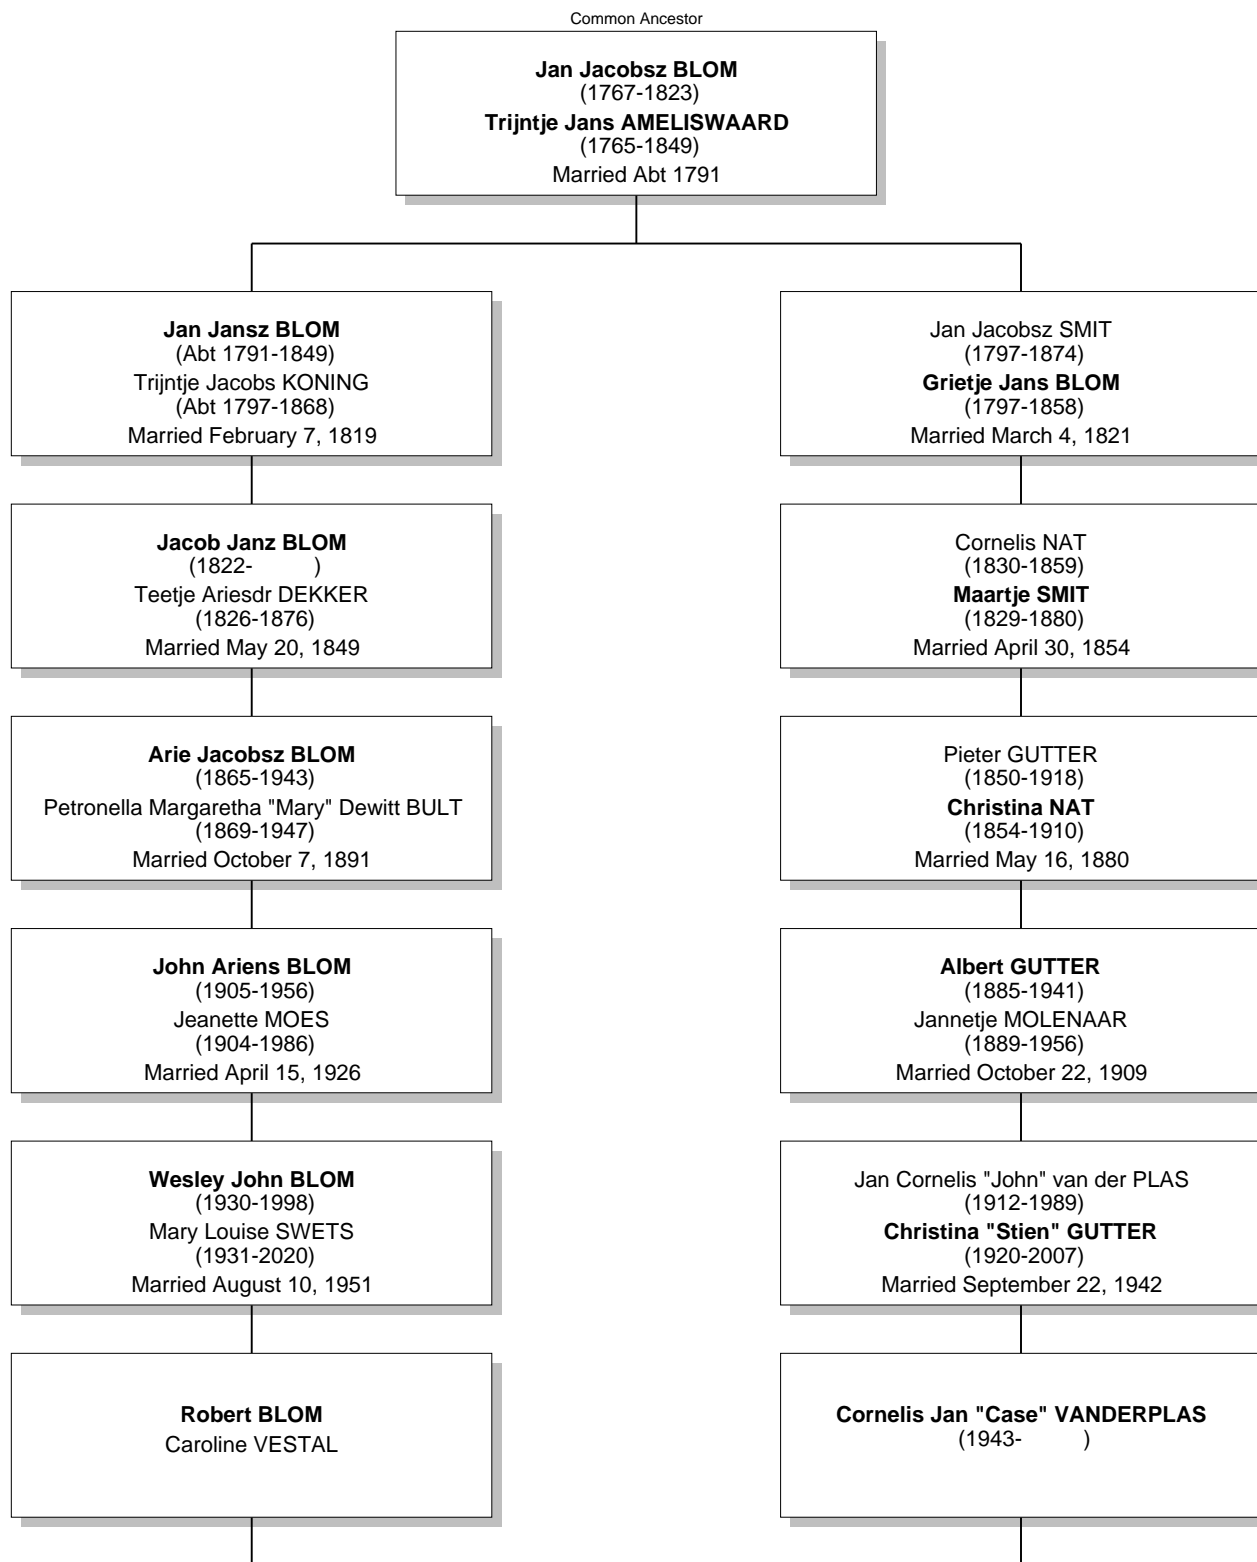 Common Ancestor
Jan Jacobsz BLOM
(1767-1823)
Trijntje Jans AMELISWAARD
(1765-1849)
Married Abt 1791
Jan Jansz BLOM
(Abt 1791-1849)
Trijntje Jacobs KONING
(Abt 1797-1868)
Married February 7, 1819
Jan Jacobsz SMIT
(1797-1874)
Grietje Jans BLOM
(1797-1858)
Married March 4, 1821
Jacob Janz BLOM
(1822- )
Teetje Ariesdr DEKKER
(1826-1876)
Married May 20, 1849
Cornelis NAT
(1830-1859)
Maartje SMIT
(1829-1880)
Married April 30, 1854
Arie Jacobsz BLOM
(1865-1943)
Petronella Margaretha "Mary" Dewitt BULT
(1869-1947)
Married October 7, 1891
Pieter GUTTER
(1850-1918)
Christina NAT
(1854-1910)
Married May 16, 1880
John Ariens BLOM
(1905-1956)
Jeanette MOES
(1904-1986)
Married April 15, 1926
Albert GUTTER
(1885-1941)
Jannetje MOLENAAR
(1889-1956)
Married October 22, 1909
Wesley John BLOM
(1930-1998)
Mary Louise SWETS
(1931-2020)
Married August 10, 1951
Jan Cornelis "John" van der PLAS
(1912-1989)
Christina "Stien" GUTTER
(1920-2007)
Married September 22, 1942
Robert BLOM
Caroline VESTAL
Cornelis Jan "Case" VANDERPLAS
(1943- )